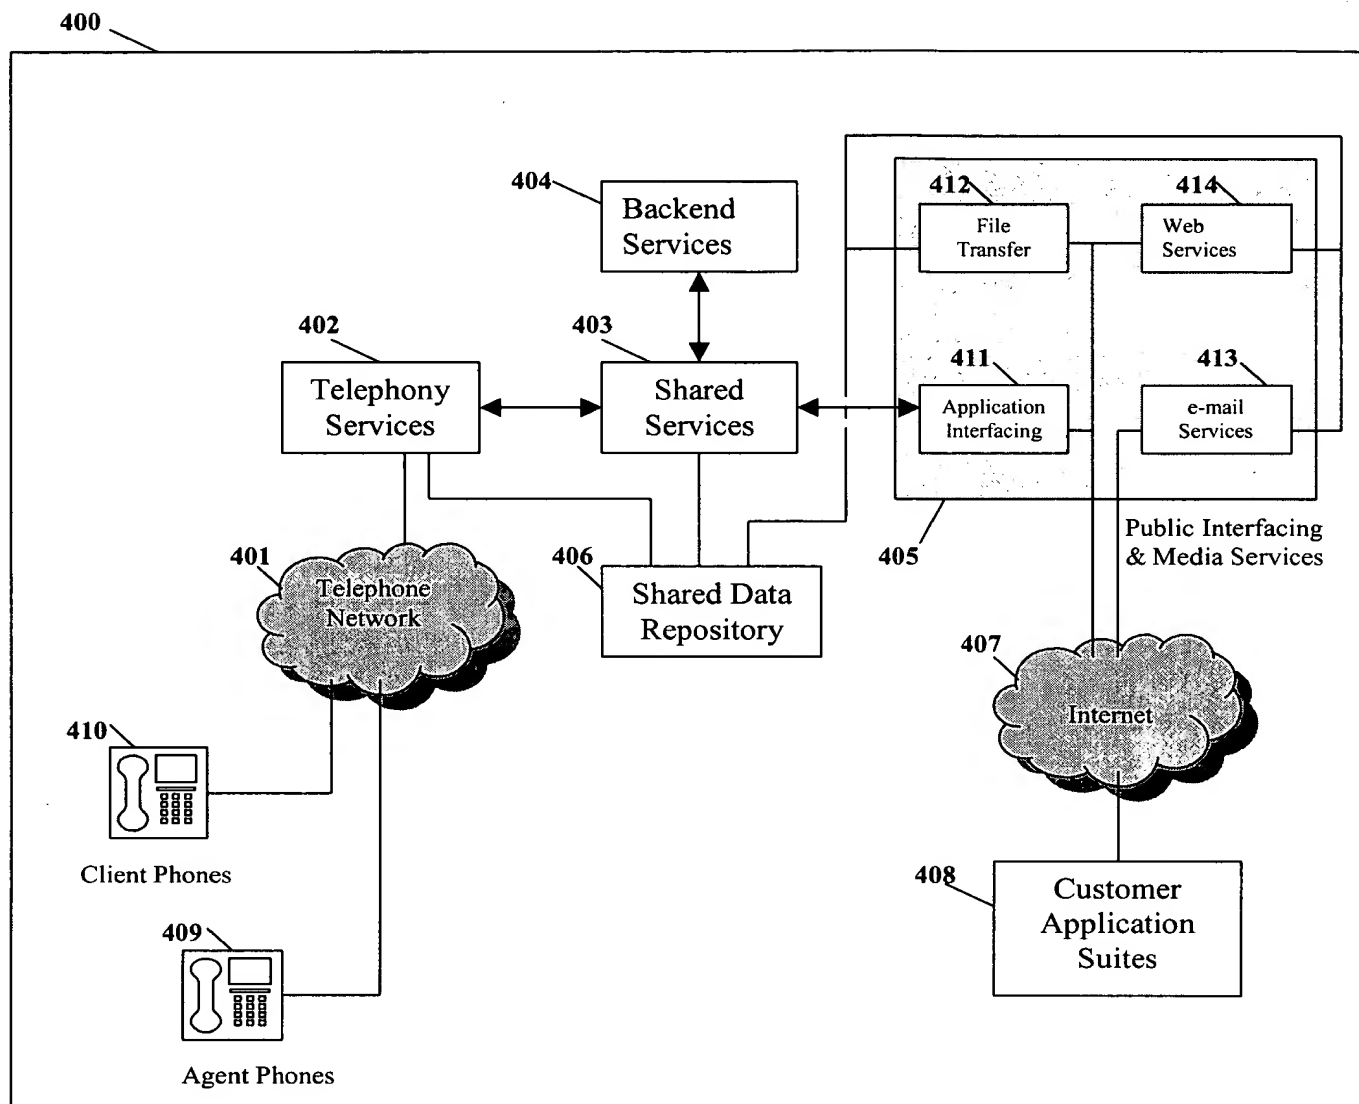 400
404
Backend
Services
412
File
Transfer
414
Web
Services
402
Telephony
Services
403
Shared
Services
411
Application
Interfacing
413
e-mail
Services
405
Public Interfacing
& Media Services
401
Telephone
Network
406
Shared Data
Repository
407
Internet
410
Client Phones
408
Customer
Application
Suites
409
Agent Phones